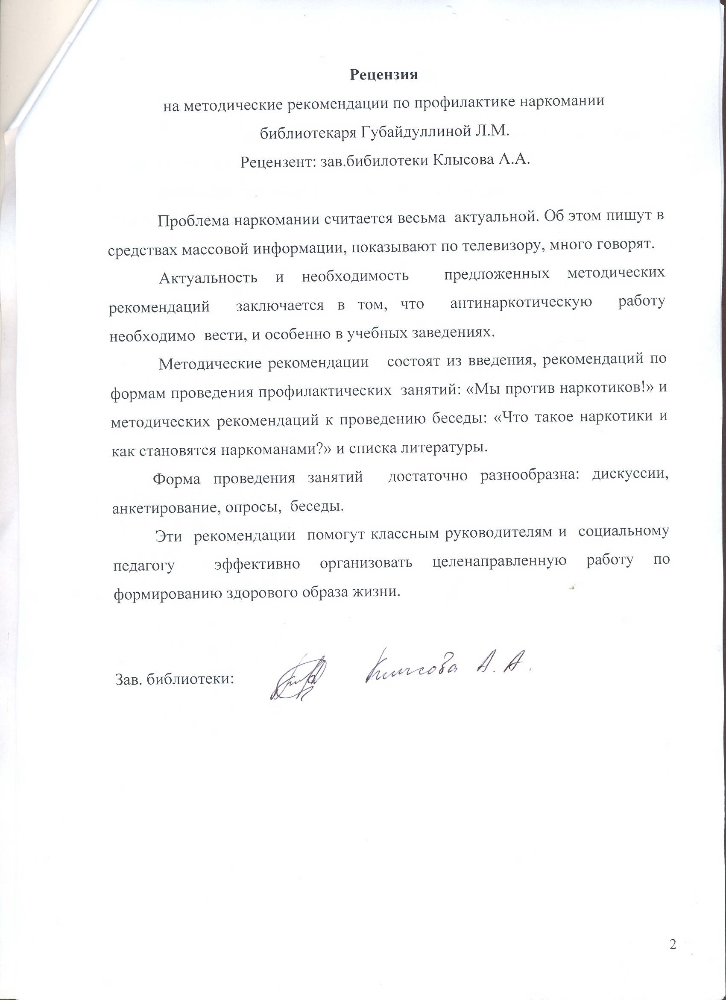 Рецензия
на методические рекомендации по профилактике наркомании
библиотекаря Губайдуллиной Л.М.
Рецензент: зав.бибилотеки Клысова А.А.
Проблема наркомании считается весьма актуальной. Об этом пишут в
средствах массовой информации, показывают по телевизору, много говорят.
Актуальность и необходимость предложенных методических
рекомендаций заключается в том, что антинаркотическую работу
необходимо вести, и особенно в учебных заведениях.
Методические рекомендации состоят из введения, рекомендаций по
формам проведения профилактических занятий: «Мы против наркотиков!» и
методических рекомендаций к проведению беседы: «Что такое наркотики и
как становятся наркоманами?» и списка литературы.
Форма проведения занятий достаточно разнообразна: дискуссии,
анкетирование, опросы, беседы.
Эти рекомендации помогут классным руководителям и социальному
педагогу эффективно организовать целенаправленную работу по
формированию здорового образа жизни.
Зав. библиотеки: Клысова А. А.
2